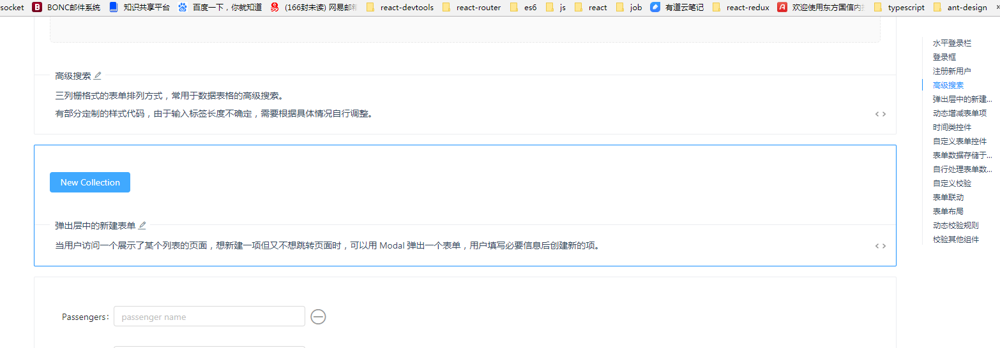 socket BONC邮件系统 知识共享平台 百度一下，你就知道 (166封未读) 网易邮箱 react-devtools react-router es6 js react job 有道云笔记 react-redux 欢迎使用东方国信内 typescript ant-design »
高级搜索
三列栅格式的表单排列方式，常用于数据表格的高级搜索。
有部分定制的样式代码，由于输入标签长度不确定，需要根据具体情况自行调整。
New Collection
弹出层中的新建表单
当用户访问一个展示了某个列表的页面，想新建一项但又不想跳转页面时，可以用 Modal 弹出一个表单，用户填写必要信息后创建新的项。
Passengers:
passenger name
水平登录栏
登录框
注册新用户
高级搜索
弹出层中的新建...
动态增减表单项
时间类控件
自定义表单控件
表单数据存储于...
自行处理表单数...
自定义校验
表单联动
表单布局
动态校验规则
校验其他组件